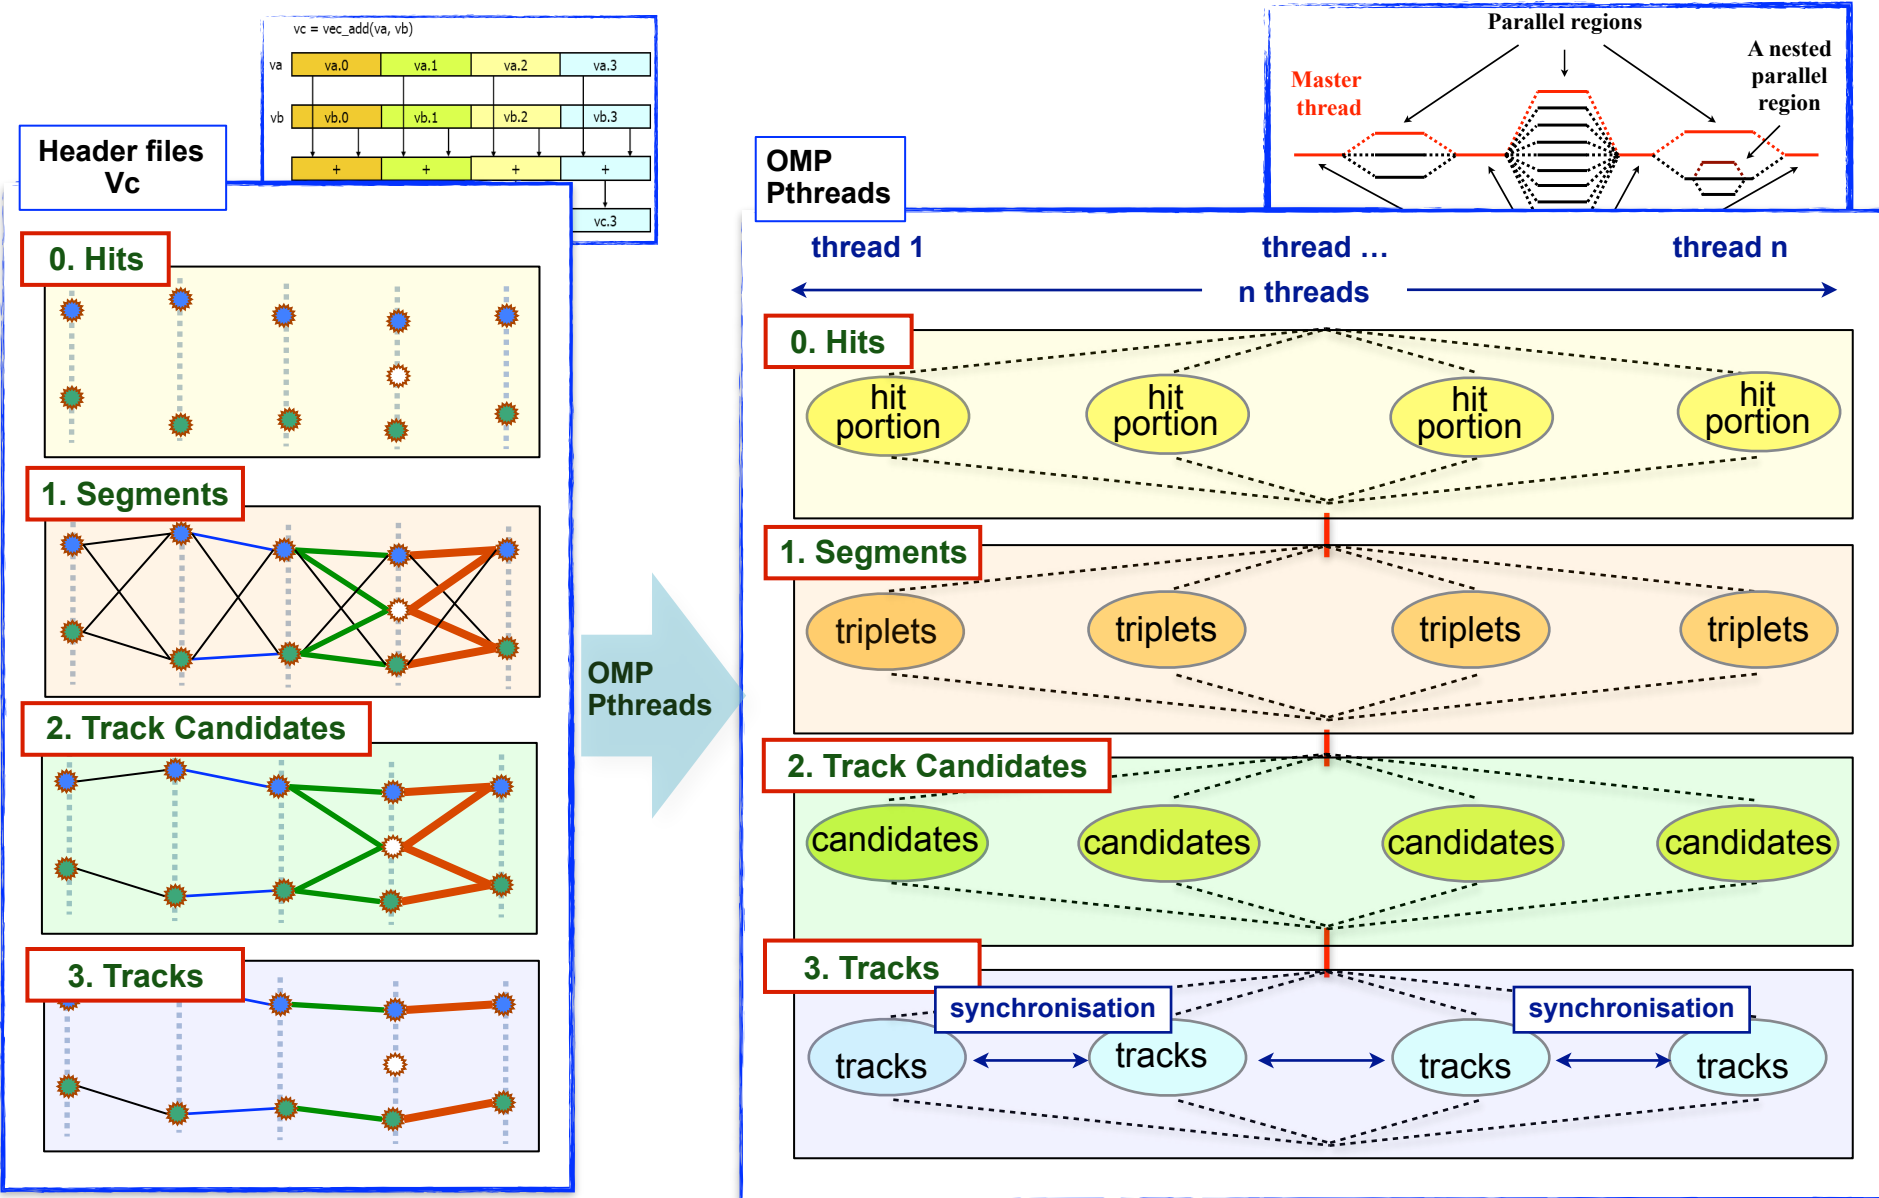 vc = vec_add(va, vb)
va
va.0
va.1
va.2
va.3
vb
vb.0
vb.1
vb.2
vb.3
+
+
+
+
vc.3
Header files
Vc
0. Hits
1. Segments
2. Track Candidates
3. Tracks
OMP
Pthreads
Parallel regions
A nested
parallel
region
Master
thread
OMP
Pthreads
thread 1
thread ...
thread n
n threads
0. Hits
hit
portion
hit
portion
hit
portion
hit
portion
1. Segments
triplets
triplets
triplets
triplets
2. Track Candidates
candidates
candidates
candidates
candidates
3. Tracks
synchronisation
synchronisation
tracks
tracks
tracks
tracks